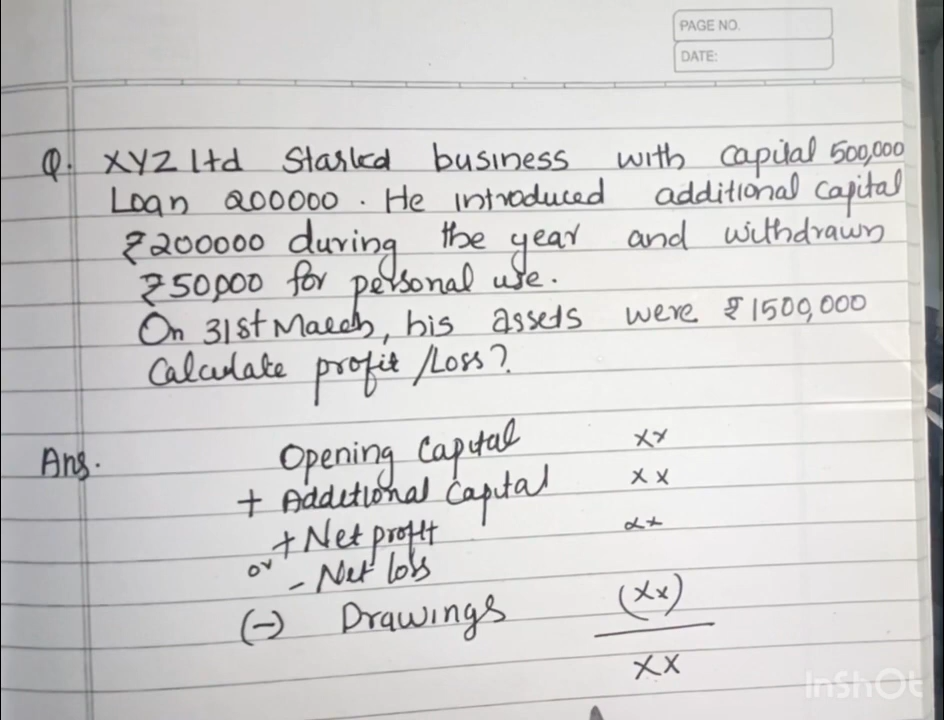 PAGE NO.
DATE:
Q. XYZ Ltd Started business with capital 500,000
Loan 200000. He introduced additional capital
₹200000 during the year and withdrawn
₹50,000 for personal use.
On 31st March, his assets were ₹1500,000
Calculate profit /Loss?
Ans. Opening Capital xx
+ Additional Capital xx
+ Net profit xx
or - Net loss
(-) Drawings (xx)
xx
InShOt